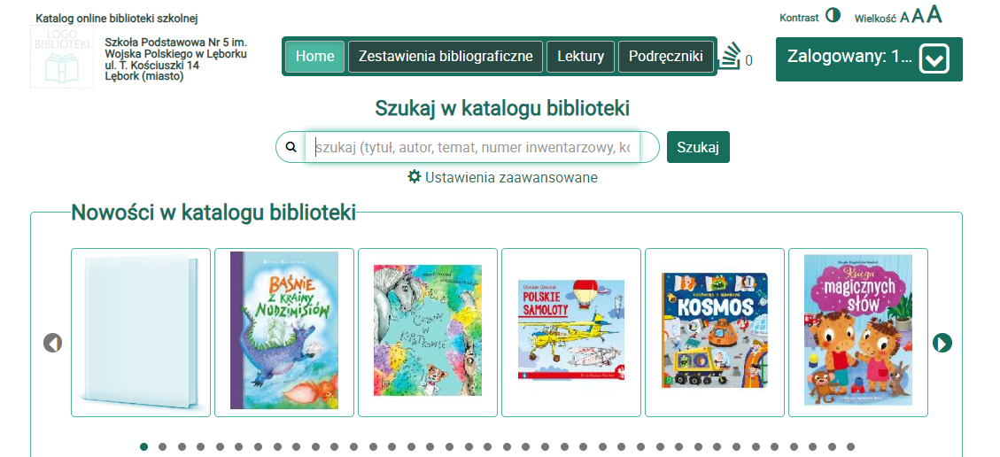 Katalog online biblioteki szkolnej
LOGO
BIBLIOTEKI
Szkoła Podstawowa Nr 5 im.
Wojska Polskiego w Lęborku
ul. T. Kościuszki 14
Lębork (miasto)
Kontrast
Wielkość A A A
Home
Zestawienia bibliograficzne
Lektury
Podręczniki
0
Zalogowany: 1...
Szukaj w katalogu biblioteki
szukaj (tytuł, autor, temat, numer inwentarzowy, kc
Szukaj
Ustawienia zaawansowane
Nowości w katalogu biblioteki
BAŚNIE
Z KRAINY
NUDZIMISIÓW
POLSKIE
SAMOLOTY
KOSMOS
Księga
magicznych
słów